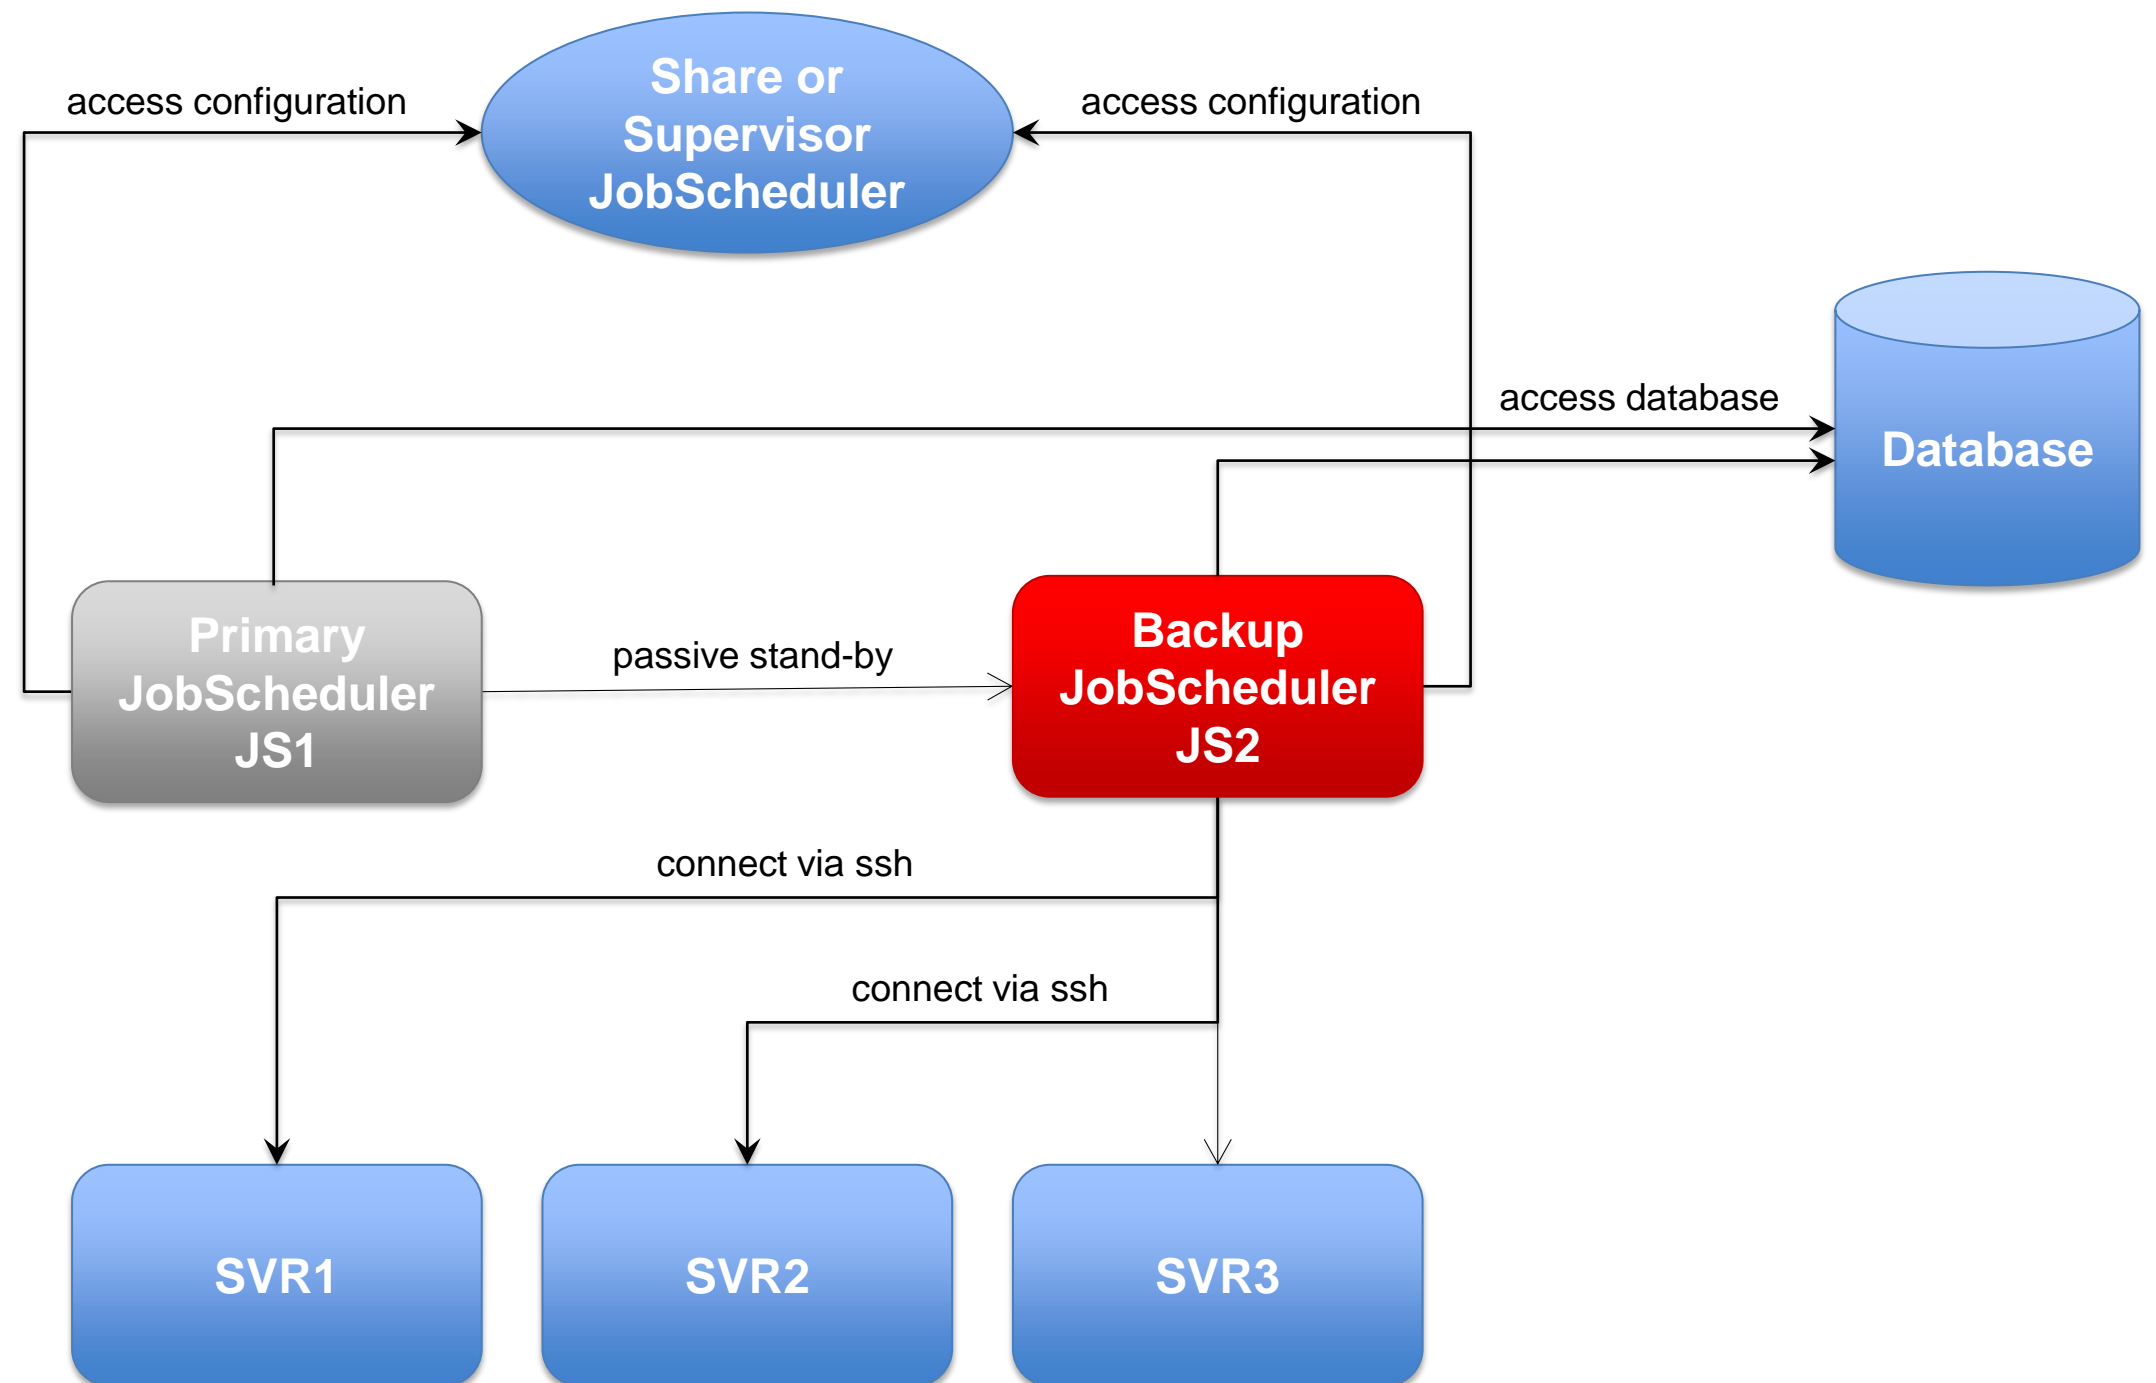 Share or
Supervisor
JobScheduler
access configuration
access configuration
access database
Database
Primary
JobScheduler
JS1
passive stand-by
Backup
JobScheduler
JS2
connect via ssh
connect via ssh
SVR1
SVR2
SVR3